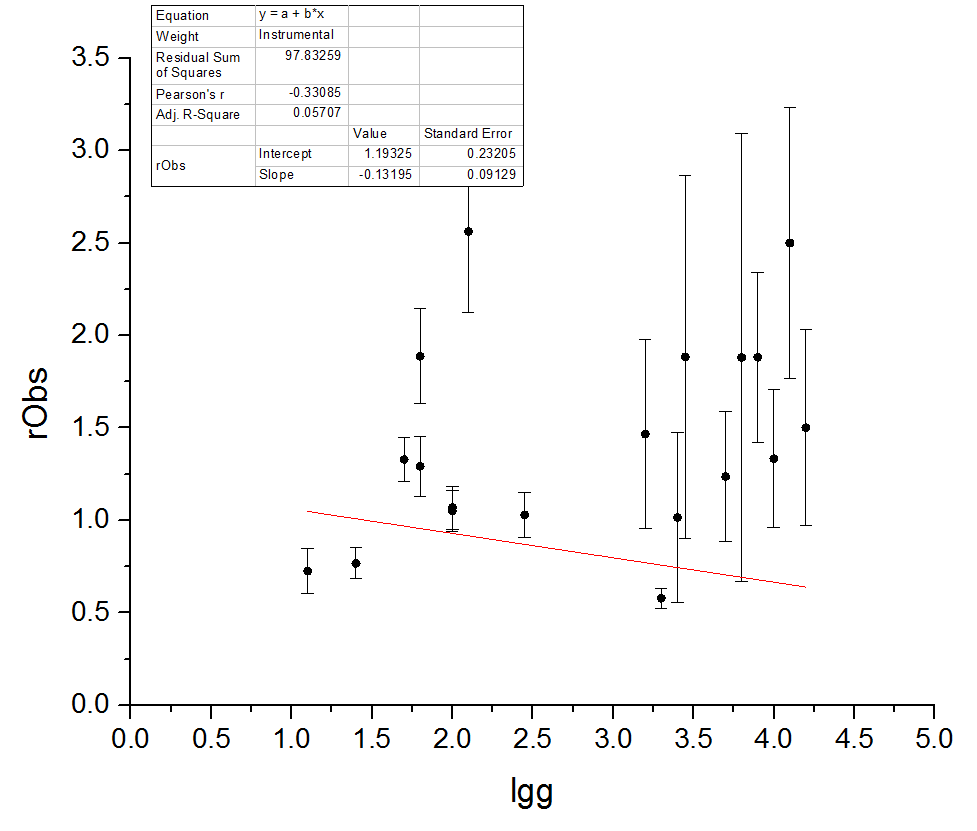 Equation y = a + b*x
Weight Instrumental
Residual Sum
of Squares 97.83259
Pearson's r -0.33085
Adj. R-Square 0.05707
Value Standard Error
rObs Intercept 1.19325 0.23205
Slope -0.13195 0.09129
3.5
3.0
2.5
2.0
1.5
1.0
0.5
0.0
rObs
0.0 0.5 1.0 1.5 2.0 2.5 3.0 3.5 4.0 4.5 5.0
lgg